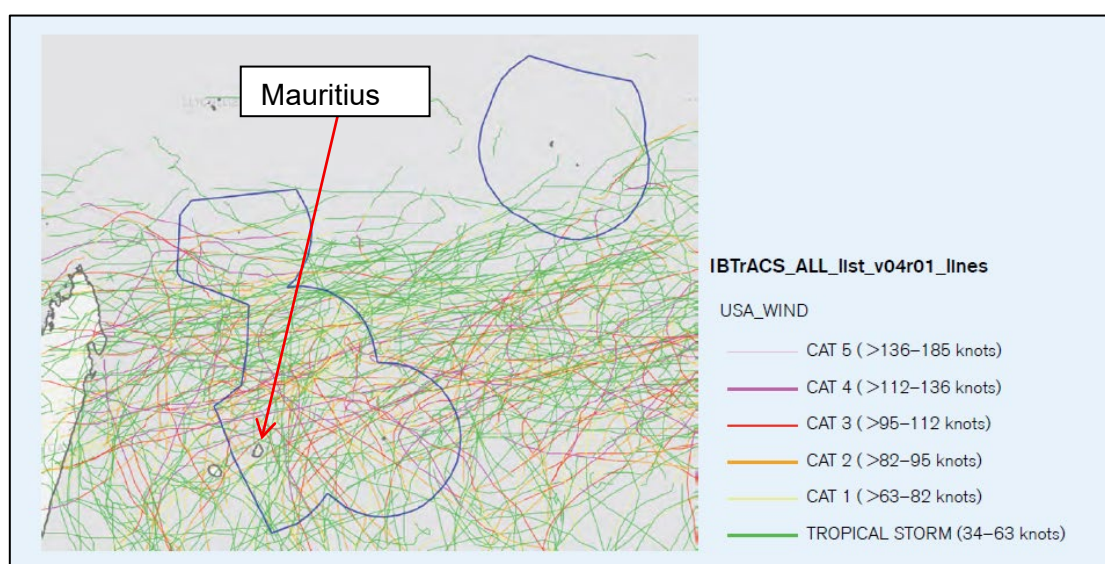 Mauritius
IBTrACS_ALL_list_v04r01_lines
USA_WIND
CAT 5 (>136–185 knots)
CAT 4 (>112–136 knots)
CAT 3 (>95–112 knots)
CAT 2 (>82–95 knots)
CAT 1 (>63–82 knots)
TROPICAL STORM (34–63 knots)